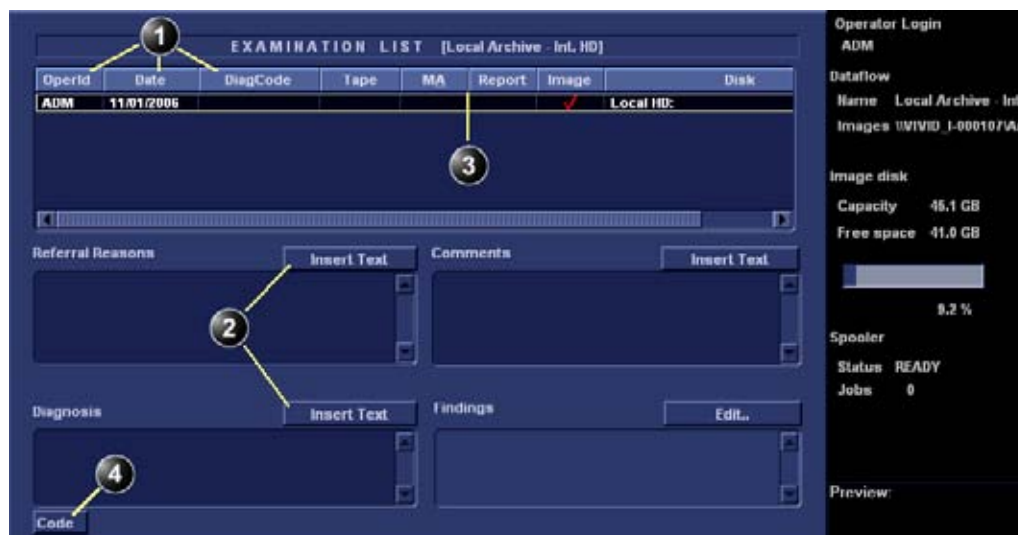 1
EXAMINATION LIST [Local Archive - Int. HD]
OperId Date DiagCode Tape MA Report Image Disk
ADM 11/01/2006 Local HD:
3
Referral Reasons Insert Text Comments Insert Text
2
Diagnosis Insert Text Findings Edit..
4
Code
Operator Login
ADM
Dataflow
Name Local Archive - Int
Images \\VIVID_I-000107\A
Image disk
Capacity 45.1 GB
Free space 41.0 GB
9.2 %
Spooler
Status READY
Jobs 0
Preview: